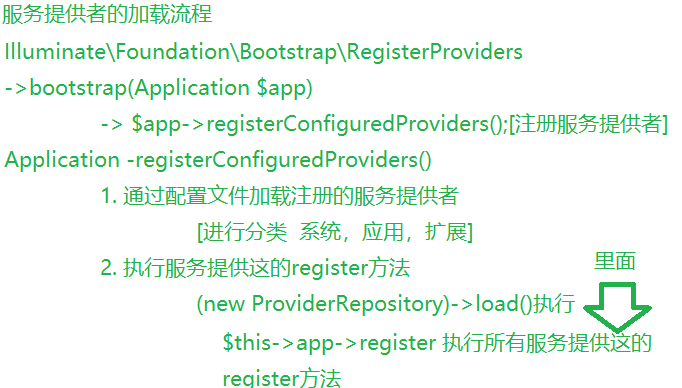 服务提供者的加载流程
Illuminate\Foundation\Bootstrap\RegisterProviders
->bootstrap(Application $app)
-> $app->registerConfiguredProviders();[注册服务提供者]
Application -registerConfiguredProviders()
1. 通过配置文件加载注册的服务提供者
[进行分类 系统，应用，扩展]
2. 执行服务提供这的register方法
里面
(new ProviderRepository)->load()执行
$this->app->register 执行所有服务提供这的
register方法